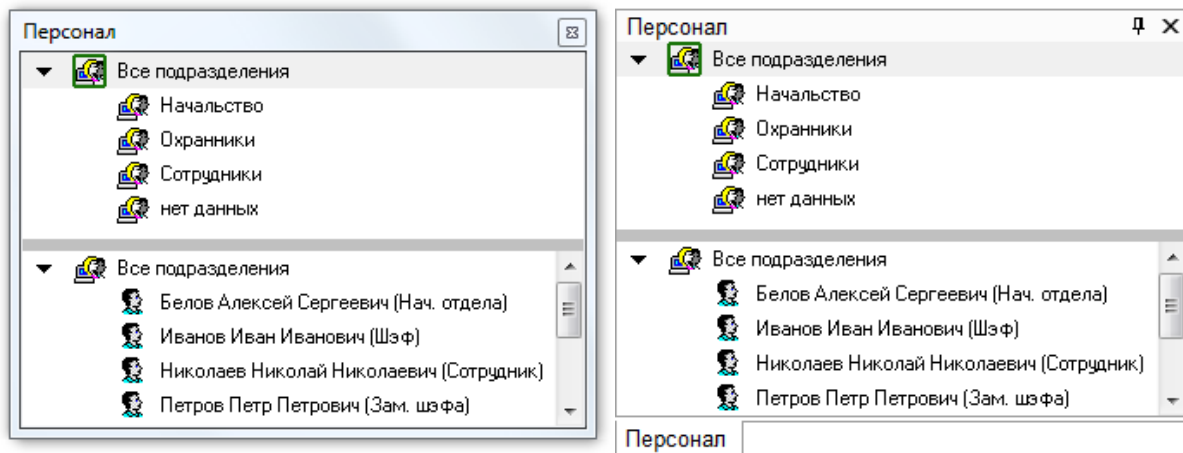 Персонал
Все подразделения
Начальство
Охранники
Сотрудники
нет данных
Все подразделения
Белов Алексей Сергеевич (Нач. отдела)
Иванов Иван Иванович (Шэф)
Николаев Николай Николаевич (Сотрудник)
Петров Петр Петрович (Зам. шэфа)
Персонал
Все подразделения
Начальство
Охранники
Сотрудники
нет данных
Все подразделения
Белов Алексей Сергеевич (Нач. отдела)
Иванов Иван Иванович (Шэф)
Николаев Николай Николаевич (Сотрудник)
Петров Петр Петрович (Зам. шэфа)
Персонал